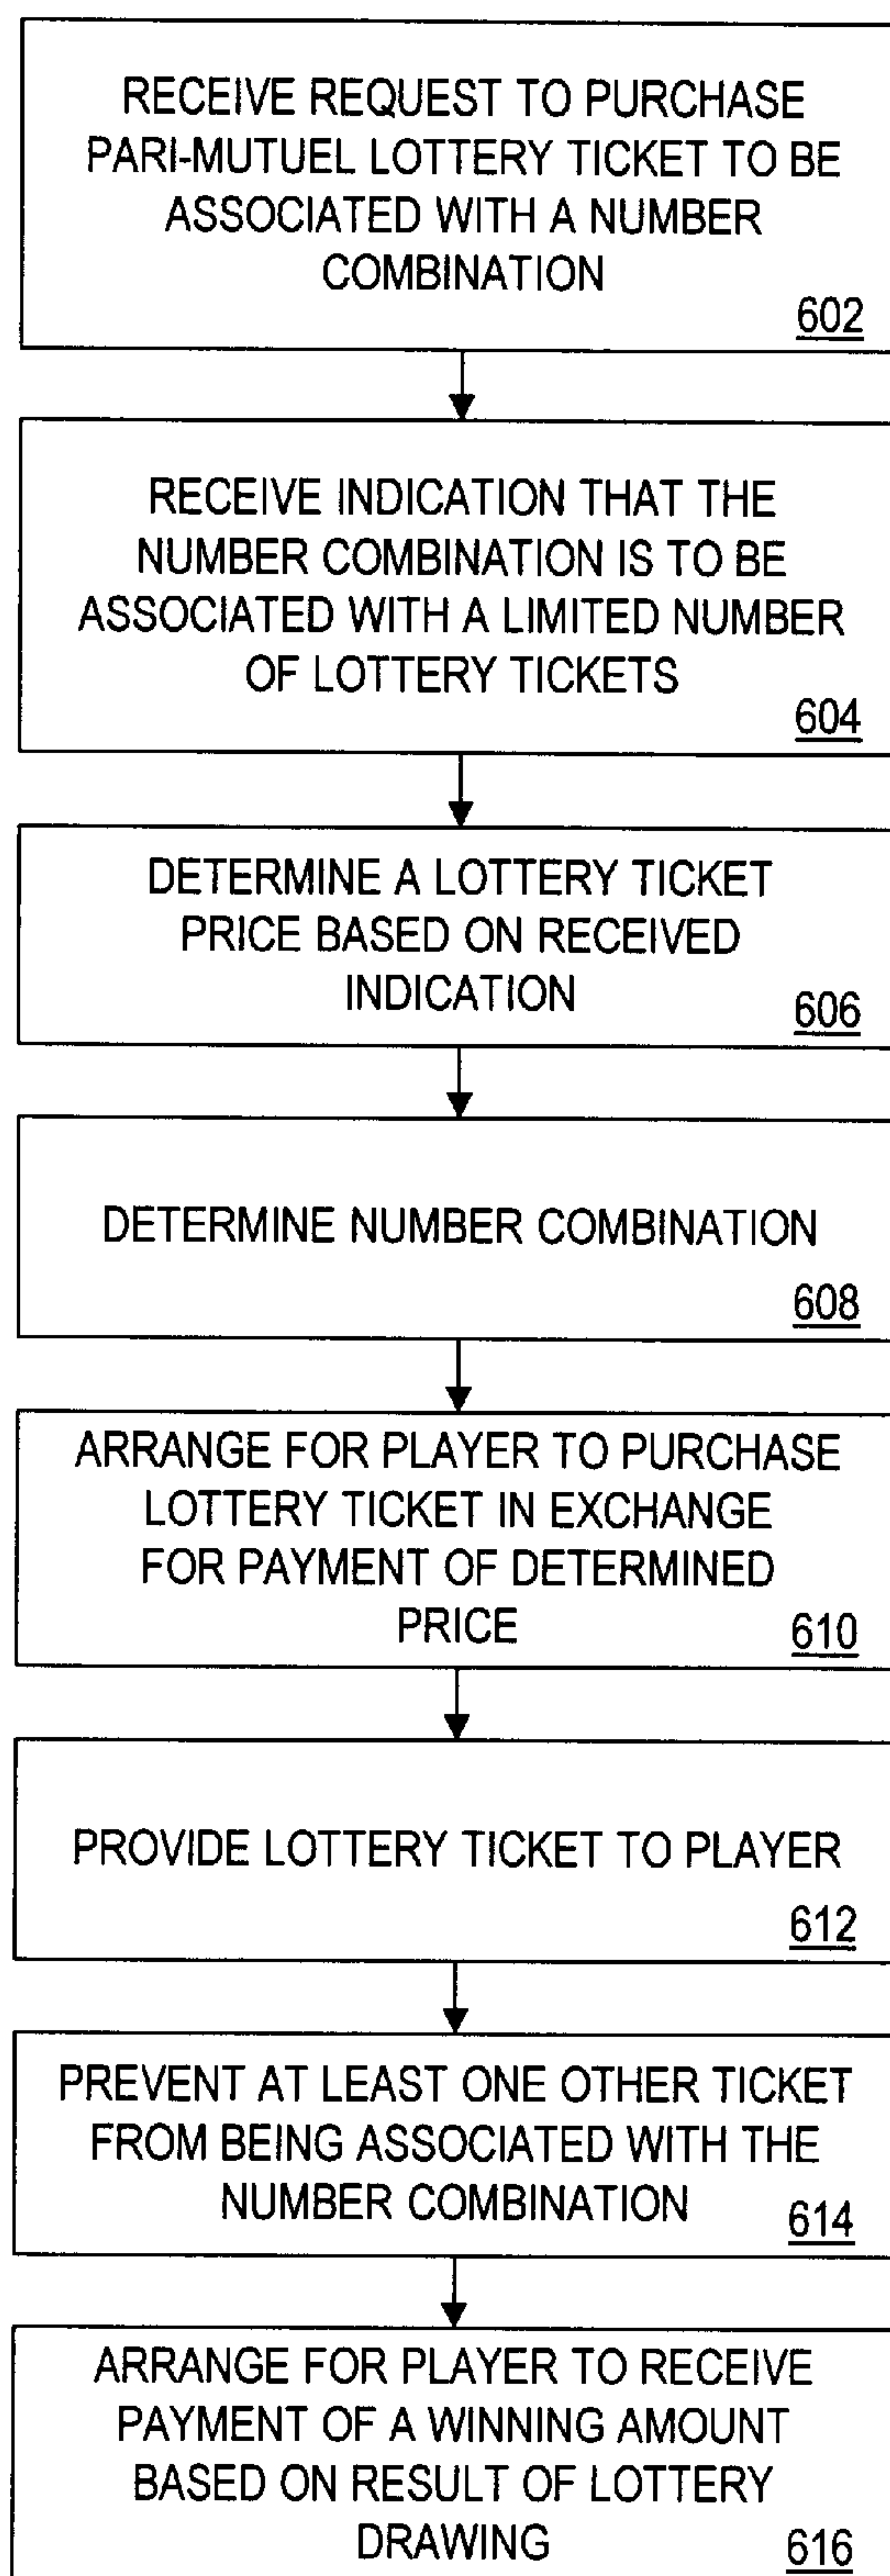 RECEIVE REQUEST TO PURCHASE
PARI-MUTUEL LOTTERY TICKET TO BE
ASSOCIATED WITH A NUMBER
COMBINATION
602
RECEIVE INDICATION THAT THE
NUMBER COMBINATION IS TO BE
ASSOCIATED WITH A LIMITED NUMBER
OF LOTTERY TICKETS
604
DETERMINE A LOTTERY TICKET
PRICE BASED ON RECEIVED
INDICATION
606
DETERMINE NUMBER COMBINATION
608
ARRANGE FOR PLAYER TO PURCHASE
LOTTERY TICKET IN EXCHANGE
FOR PAYMENT OF DETERMINED
PRICE
610
PROVIDE LOTTERY TICKET TO PLAYER
612
PREVENT AT LEAST ONE OTHER TICKET
FROM BEING ASSOCIATED WITH THE
NUMBER COMBINATION
614
ARRANGE FOR PLAYER TO RECEIVE
PAYMENT OF A WINNING AMOUNT
BASED ON RESULT OF LOTTERY
DRAWING
616